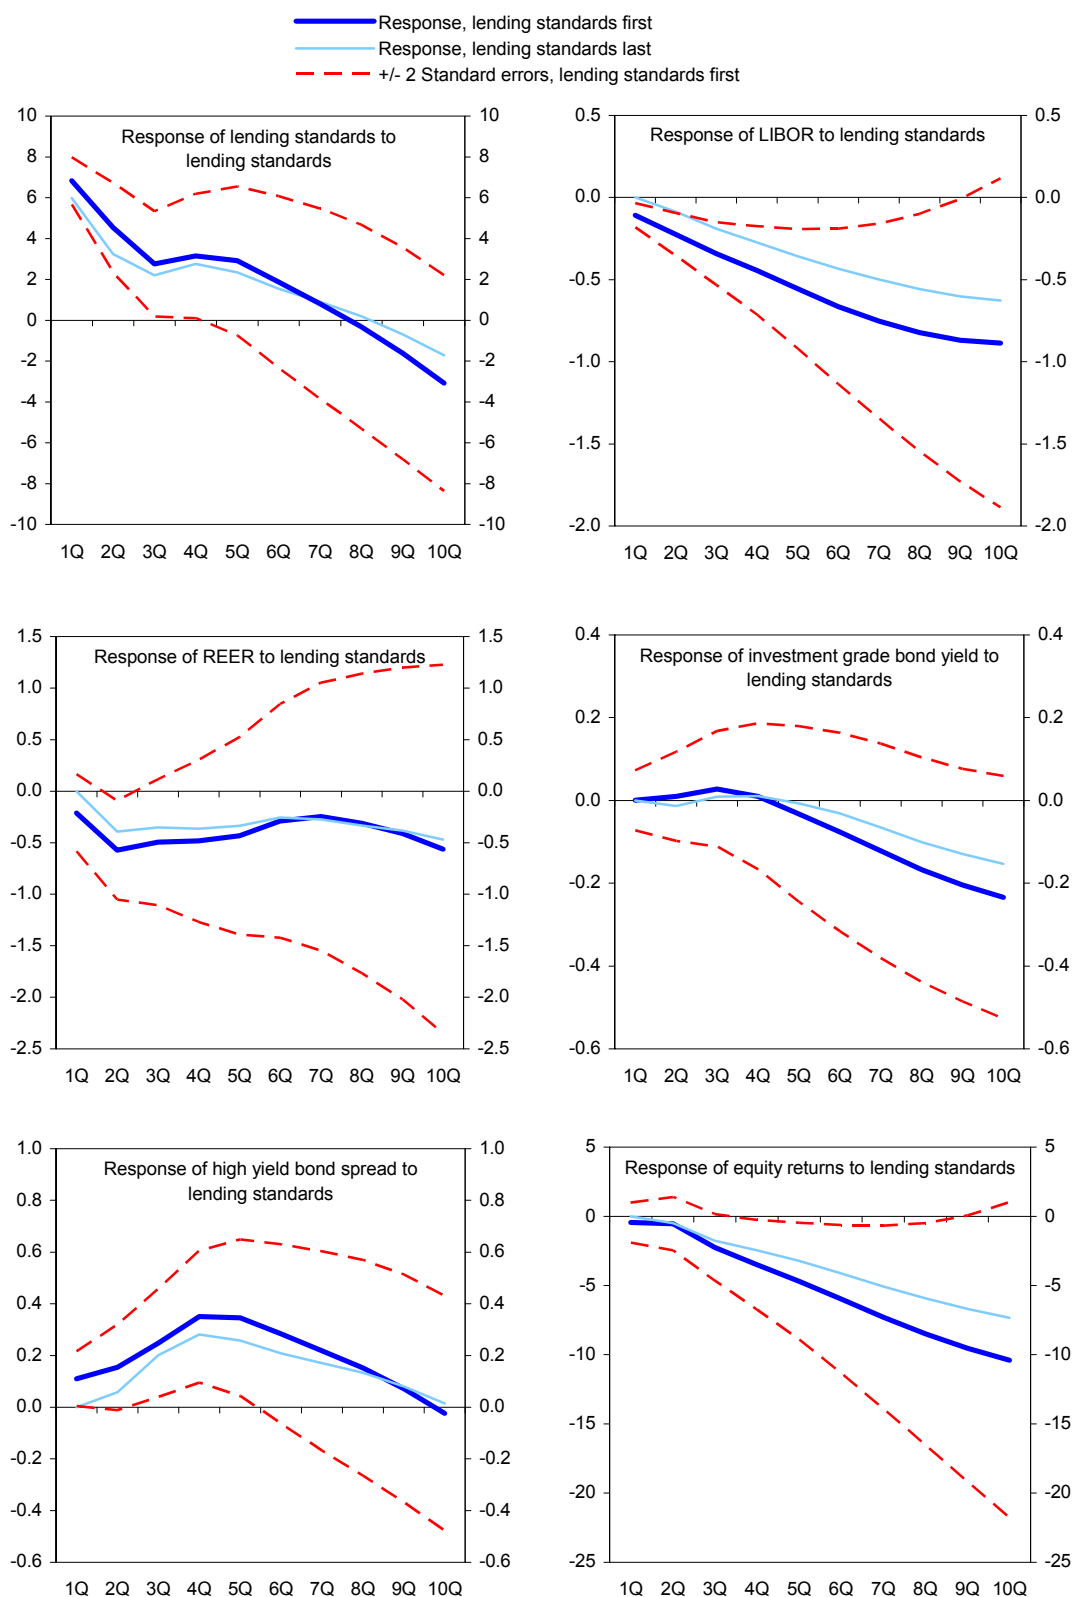 Response, lending standards first
Response, lending standards last
+/- 2 Standard errors, lending standards first
Response of lending standards to
lending standards
10 10
8 8
6 6
4 4
2 2
0 0
-2 -2
-4 -4
-6 -6
-8 -8
-10 -10
1Q 2Q 3Q 4Q 5Q 6Q 7Q 8Q 9Q 10Q
Response of LIBOR to lending standards
0.5 0.5
0.0 0.0
-0.5 -0.5
-1.0 -1.0
-1.5 -1.5
-2.0 -2.0
1Q 2Q 3Q 4Q 5Q 6Q 7Q 8Q 9Q 10Q
Response of REER to lending standards
1.5 1.5
1.0 1.0
0.5 0.5
0.0 0.0
-0.5 -0.5
-1.0 -1.0
-1.5 -1.5
-2.0 -2.0
-2.5 -2.5
1Q 2Q 3Q 4Q 5Q 6Q 7Q 8Q 9Q 10Q
Response of investment grade bond yield to
lending standards
0.4 0.4
0.2 0.2
0.0 0.0
-0.2 -0.2
-0.4 -0.4
-0.6 -0.6
1Q 2Q 3Q 4Q 5Q 6Q 7Q 8Q 9Q 10Q
Response of high yield bond spread to
lending standards
1.0 1.0
0.8 0.8
0.6 0.6
0.4 0.4
0.2 0.2
0.0 0.0
-0.2 -0.2
-0.4 -0.4
-0.6 -0.6
1Q 2Q 3Q 4Q 5Q 6Q 7Q 8Q 9Q 10Q
Response of equity returns to lending standards
5 5
0 0
-5 -5
-10 -10
-15 -15
-20 -20
-25 -25
1Q 2Q 3Q 4Q 5Q 6Q 7Q 8Q 9Q 10Q